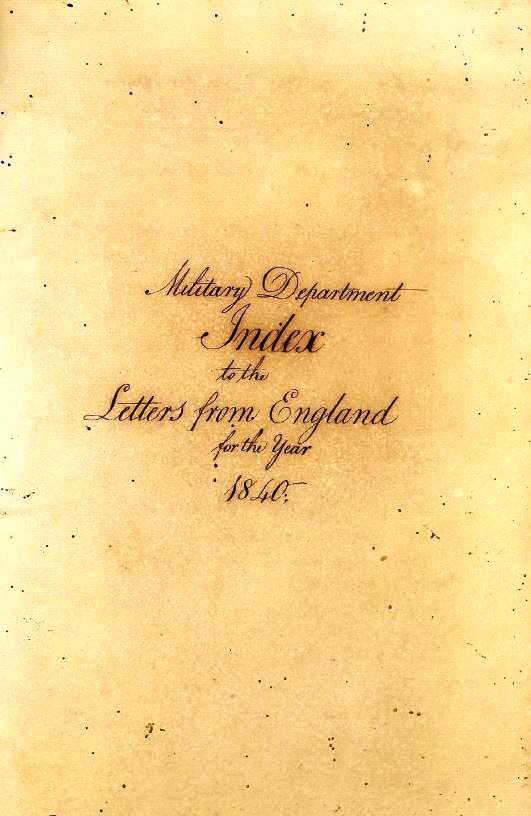 Military Department
Index
to the
Letters from England
for the Year
1840.